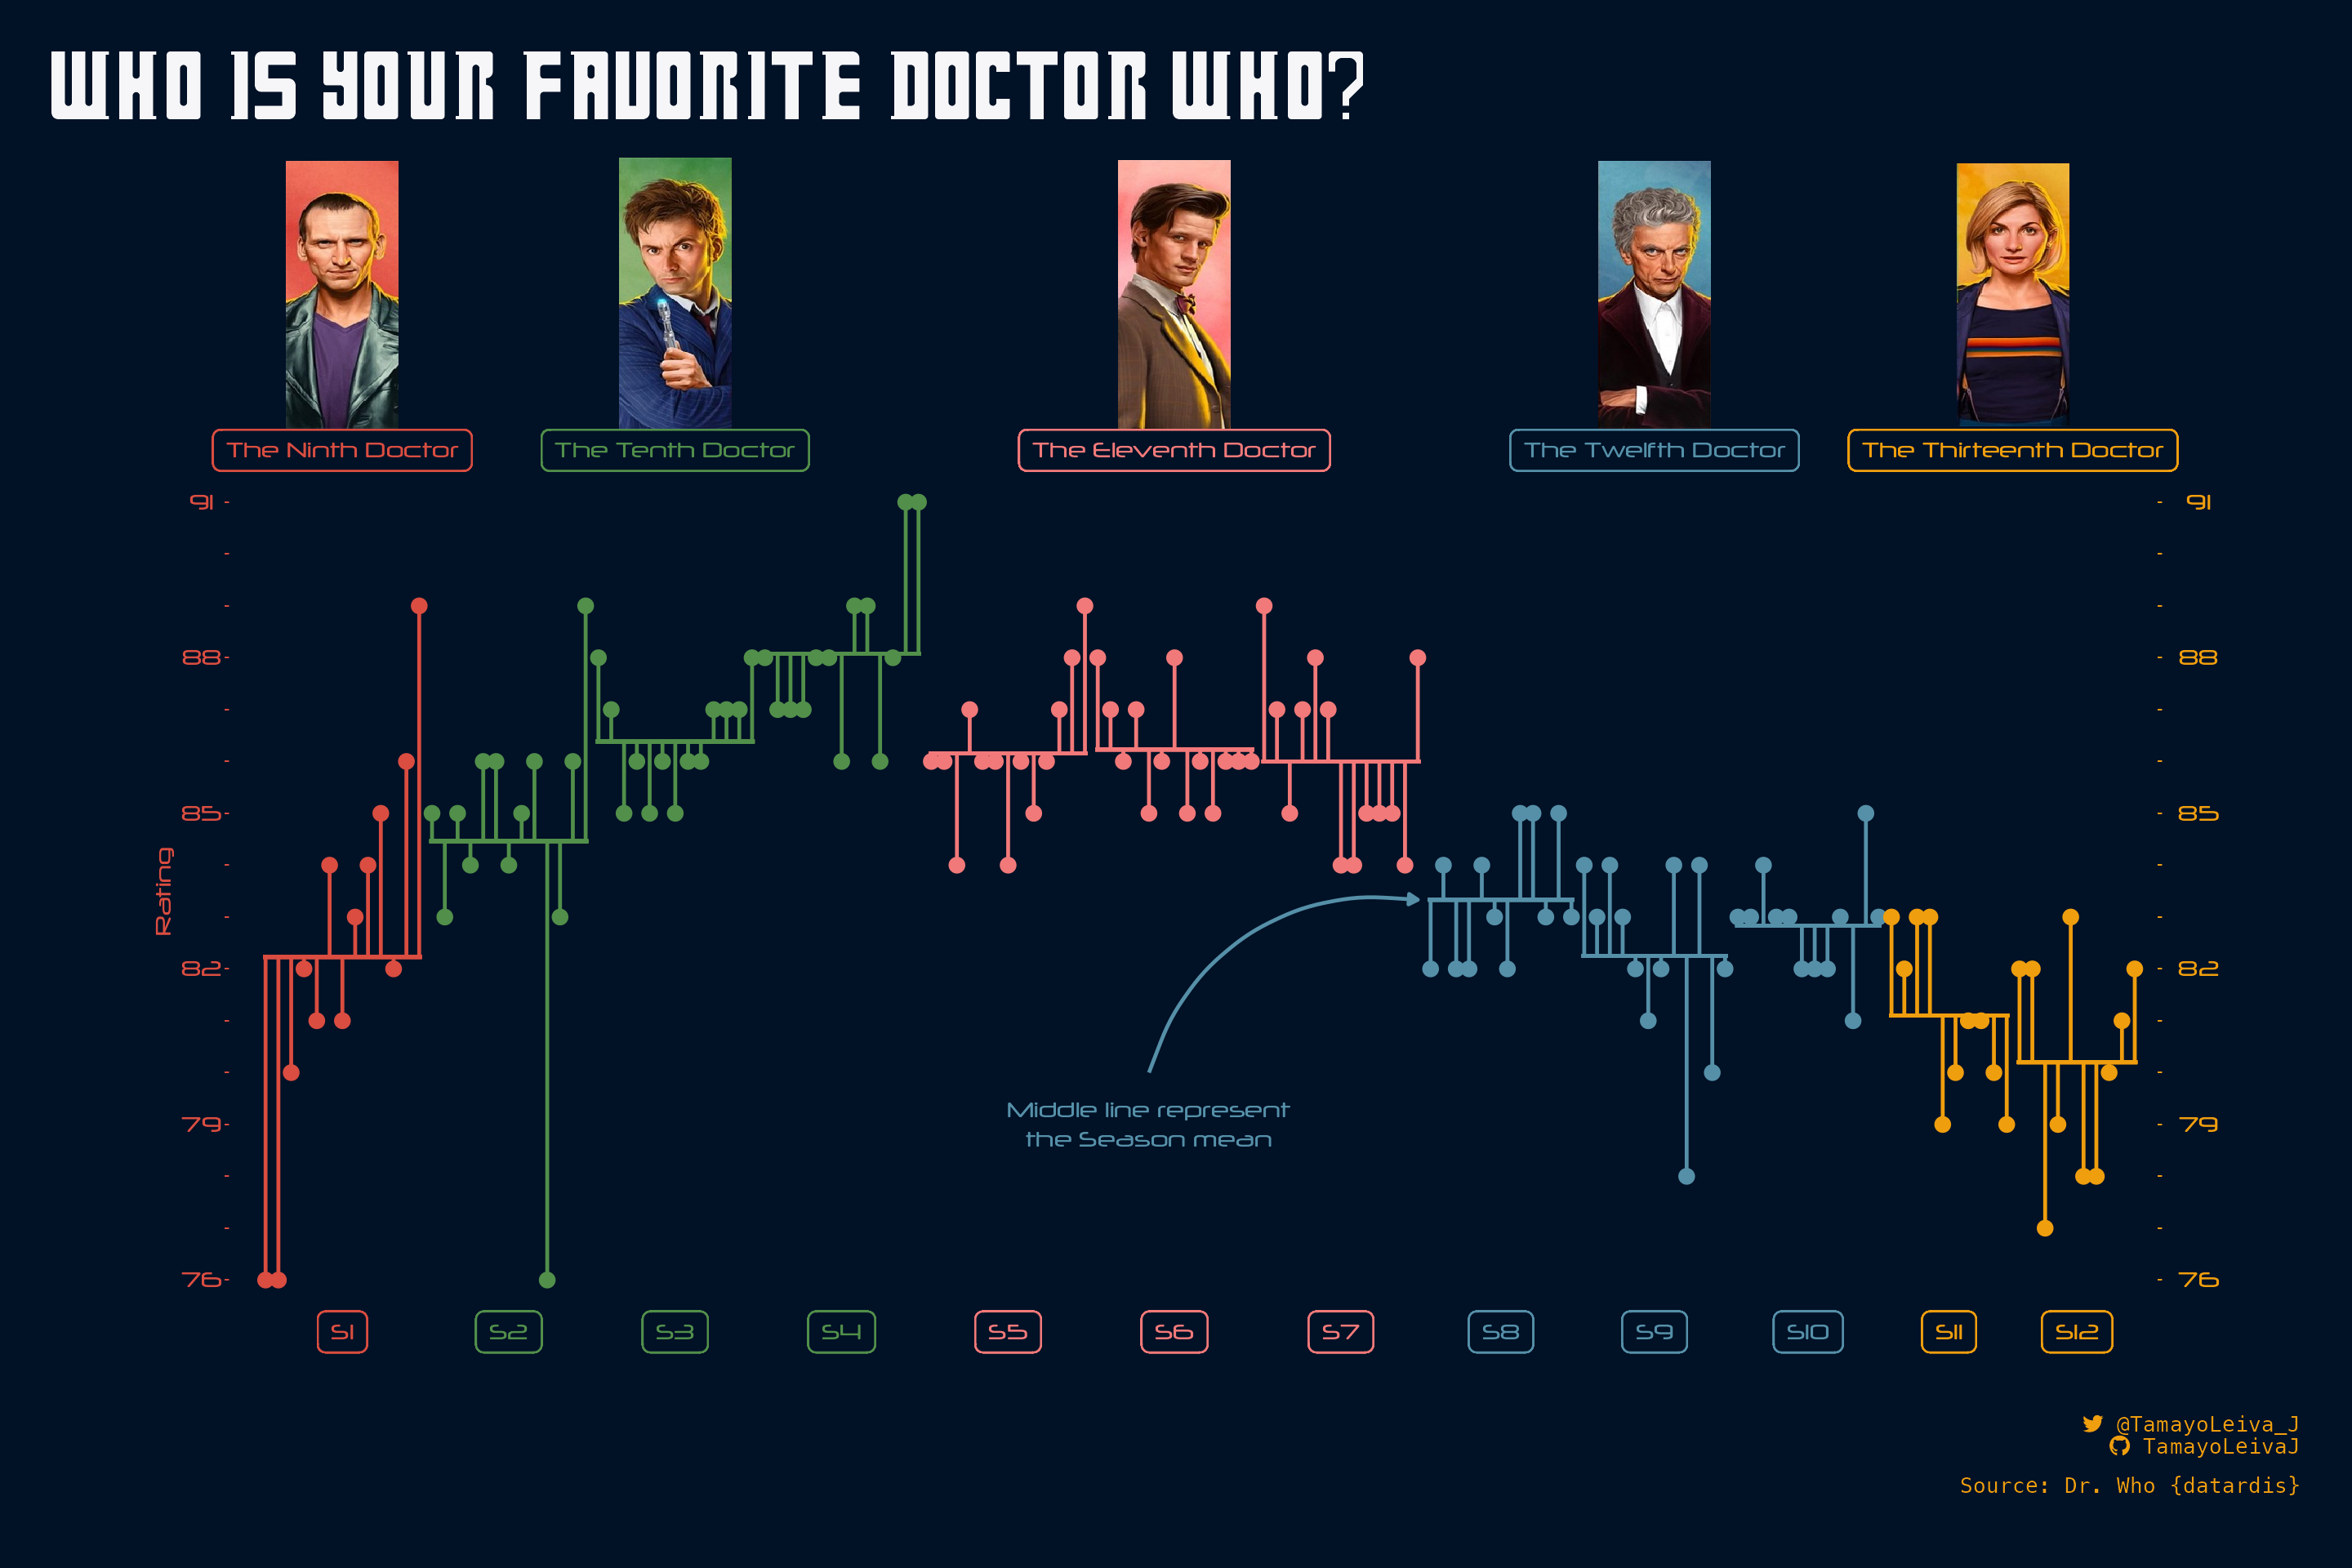 WHO IS YOUR FAVORITE DOCTOR WHO?
The Ninth Doctor
The Tenth Doctor
The Eleventh Doctor
The Twelfth Doctor
The Thirteenth Doctor
91
91
88
88
85
85
Rating
82
82
Middle line represent
the Season mean
79
79
76
76
S1
S2
S3
S4
S5
S6
S7
S8
S9
S10
S11
S12
@TamayoLeiva_J
TamayoLeivaJ
Source: Dr. Who {datardis}